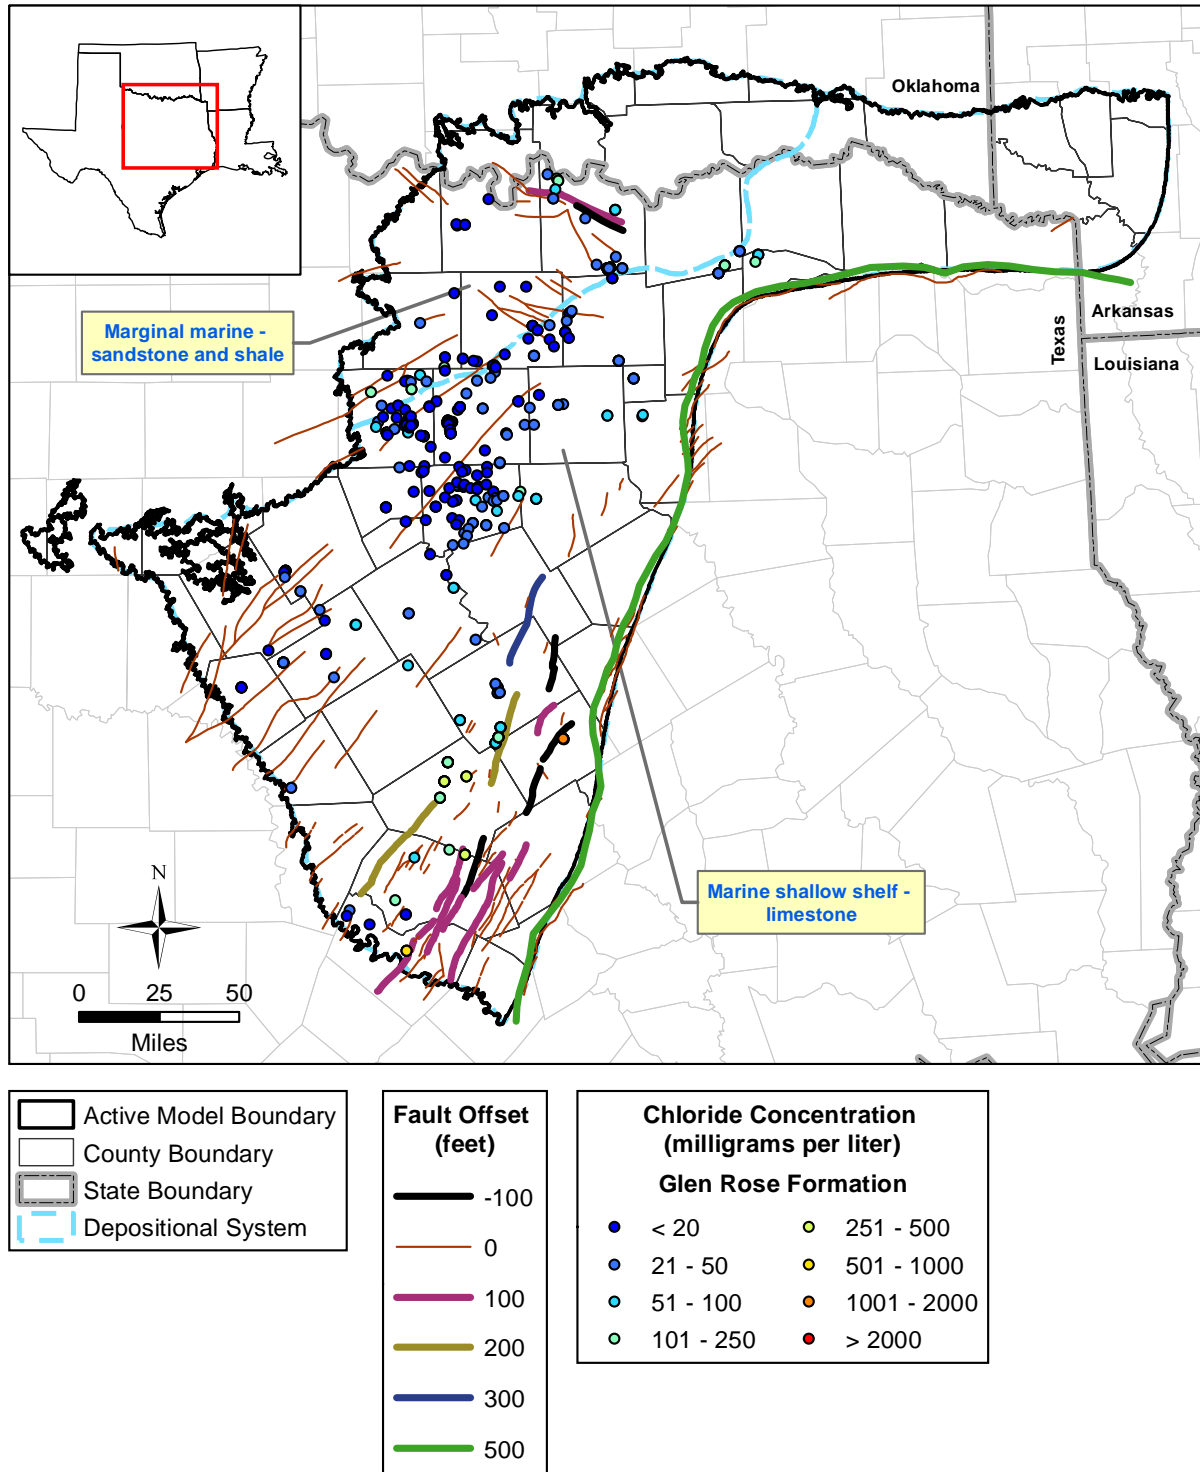 Oklahoma
Marginal marine -
sandstone and shale
Texas
Arkansas
Louisiana
Marine shallow shelf -
limestone
N
0 25 50
Miles
Active Model Boundary
County Boundary
State Boundary
Depositional System
Fault Offset
(feet)
-100
0
100
200
300
500
Chloride Concentration
(milligrams per liter)
Glen Rose Formation
< 20
21 - 50
51 - 100
101 - 250
251 - 500
501 - 1000
1001 - 2000
> 2000